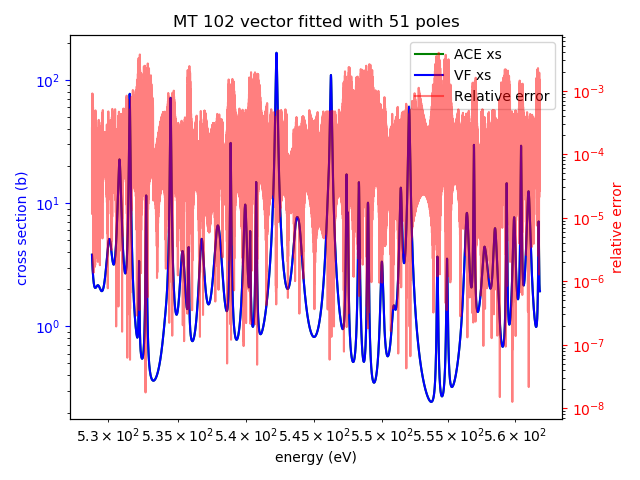 MT 102 vector fitted with 51 poles
ACE xs
VF xs
Relative error
cross section (b)
10²
10¹
10⁰
relative error
10⁻³
10⁻⁴
10⁻⁵
10⁻⁶
10⁻⁷
10⁻⁸
5.3 × 10² 5.35 × 10² 5.4 × 10² 5.45 × 10² 5.5 × 10² 5.55 × 10² 5.6 × 10²
energy (eV)